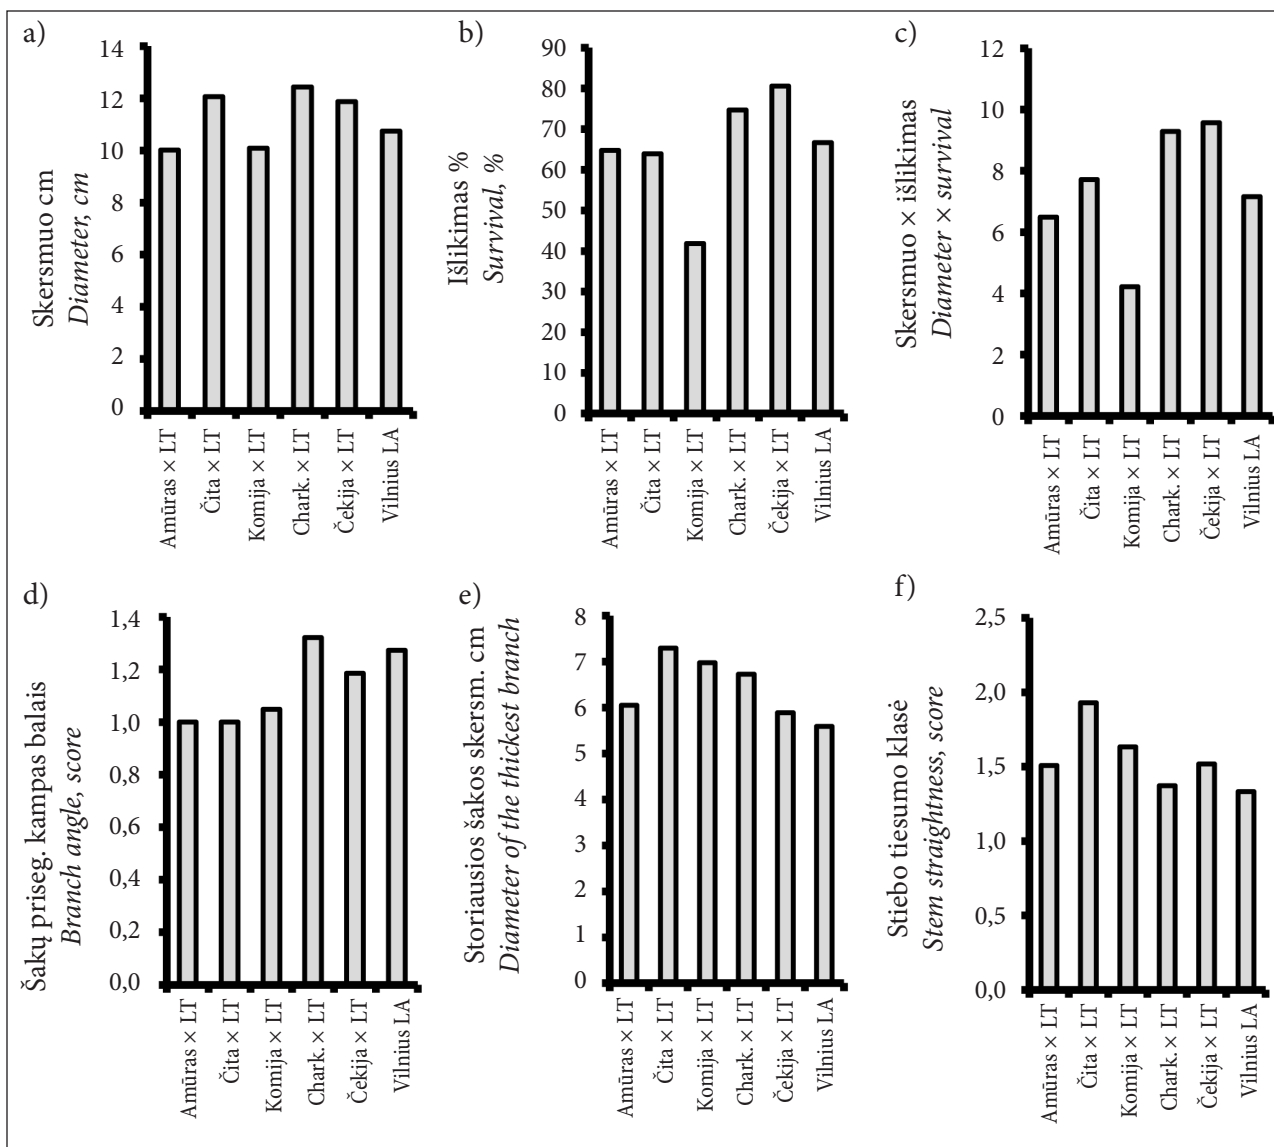 a)
Skersmuo cm
Diameter, cm
14
12
10
8
6
4
2
0
Amūras × LT
Čita × LT
Komija × LT
Chark. × LT
Čekija × LT
Vilnius LA
b)
Išlikimas %
Survival, %
90
80
70
60
50
40
30
20
10
0
Amūras × LT
Čita × LT
Komija × LT
Chark. × LT
Čekija × LT
Vilnius LA
c)
Skersmuo × išlikimas
Diameter × survival
12
10
8
6
4
2
0
Amūras × LT
Čita × LT
Komija × LT
Chark. × LT
Čekija × LT
Vilnius LA
d)
Šakų priseg. kampas balais
Branch angle, score
1,4
1,2
1,0
0,8
0,6
0,4
0,2
0,0
Amūras × LT
Čita × LT
Komija × LT
Chark. × LT
Čekija × LT
Vilnius LA
e)
Storiausios šakos skersm. cm
Diameter of the thickest branch
8
7
6
5
4
3
2
1
0
Amūras × LT
Čita × LT
Komija × LT
Chark. × LT
Čekija × LT
Vilnius LA
f)
Stiebo tiesumo klasė
Stem straightness, score
2,5
2,0
1,5
1,0
0,5
0,0
Amūras × LT
Čita × LT
Komija × LT
Chark. × LT
Čekija × LT
Vilnius LA